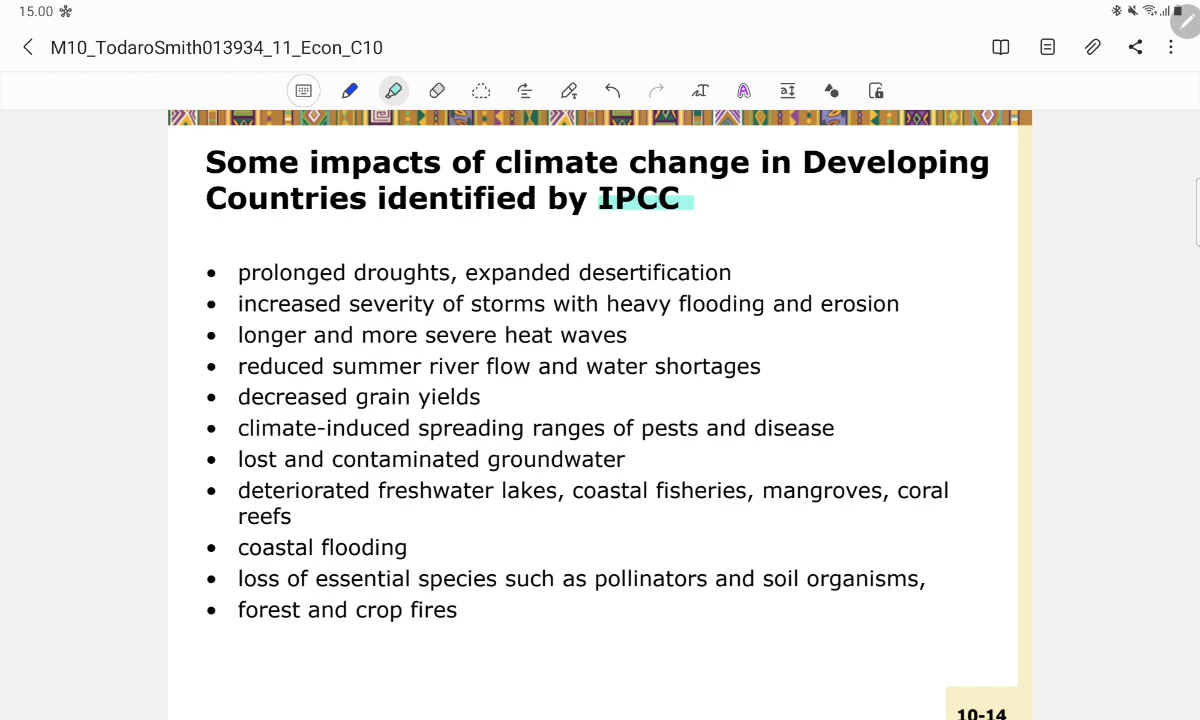 15.00
M10_TodaroSmith013934_11_Econ_C10
Some impacts of climate change in Developing
Countries identified by IPCC
• prolonged droughts, expanded desertification
• increased severity of storms with heavy flooding and erosion
• longer and more severe heat waves
• reduced summer river flow and water shortages
• decreased grain yields
• climate-induced spreading ranges of pests and disease
• lost and contaminated groundwater
• deteriorated freshwater lakes, coastal fisheries, mangroves, coral
reefs
• coastal flooding
• loss of essential species such as pollinators and soil organisms,
• forest and crop fires
10-14